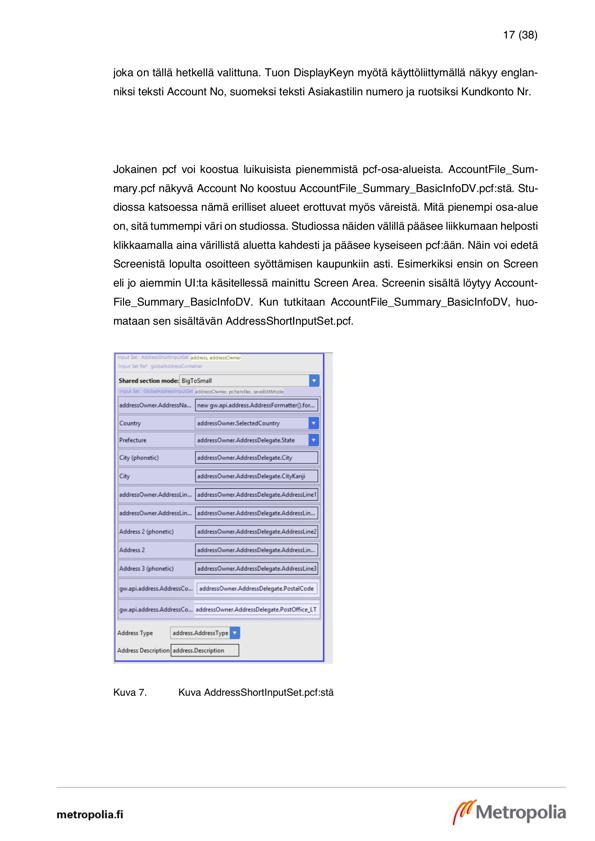 17 (38)
joka on tällä hetkellä valittuna. Tuon DisplayKeyn myötä käyttöliittymällä näkyy englan-
niksi teksti Account No, suomeksi teksti Asiakastilin numero ja ruotsiksi Kundkonto Nr.
Jokainen pcf voi koostua luikuisista pienemmistä pcf-osa-alueista. AccountFile_Sum-
mary.pcf näkyvä Account No koostuu AccountFile_Summary_BasicInfoDV.pcf:stä. Stu-
diossa katsoessa nämä erilliset alueet erottuvat myös väreistä. Mitä pienempi osa-alue
on, sitä tummempi väri on studiossa. Studiossa näiden välillä pääsee liikkumaan helposti
klikkaamalla aina värillistä aluetta kahdesti ja pääsee kyseiseen pcf:ään. Näin voi edetä
Screenistä lopulta osoitteen syöttämisen kaupunkiin asti. Esimerkiksi ensin on Screen
eli jo aiemmin UI:ta käsitellessä mainittu Screen Area. Screenin sisältä löytyy Account-
File_Summary_BasicInfoDV. Kun tutkitaan AccountFile_Summary_BasicInfoDV, huo-
mataan sen sisältävän AddressShortInputSet.pcf.
Input Set : AddressShortInputSet address, addressOwner
Input Set Ref : globalAddressContainer
Shared section mode: BigToSmall
Input Set : GlobalAddressInputSet addressOwner,
addressOwner.AddressNa... new gw.api.address.AddressFormatter().for...
Country addressOwner.SelectedCountry
Prefecture addressOwner.AddressDelegate.State
City (phonetic) addressOwner.AddressDelegate.City
City addressOwner.AddressDelegate.CityKanji
addressOwner.AddressLin... addressOwner.AddressDelegate.AddressLine1
addressOwner.AddressLin... addressOwner.AddressDelegate.AddressLin...
Address 2 (phonetic) addressOwner.AddressDelegate.AddressLine2
Address 2 addressOwner.AddressDelegate.AddressLin...
Address 3 (phonetic) addressOwner.AddressDelegate.AddressLine3
gw.api.address.AddressCo... addressOwner.AddressDelegate.PostalCode
gw.api.address.AddressCo... addressOwner.AddressDelegate.PostOffice_LT
Address Type address.AddressType
Address Description address.Description
Kuva 7. Kuva AddressShortInputSet.pcf:stä
metropolia.fi
Metropolia